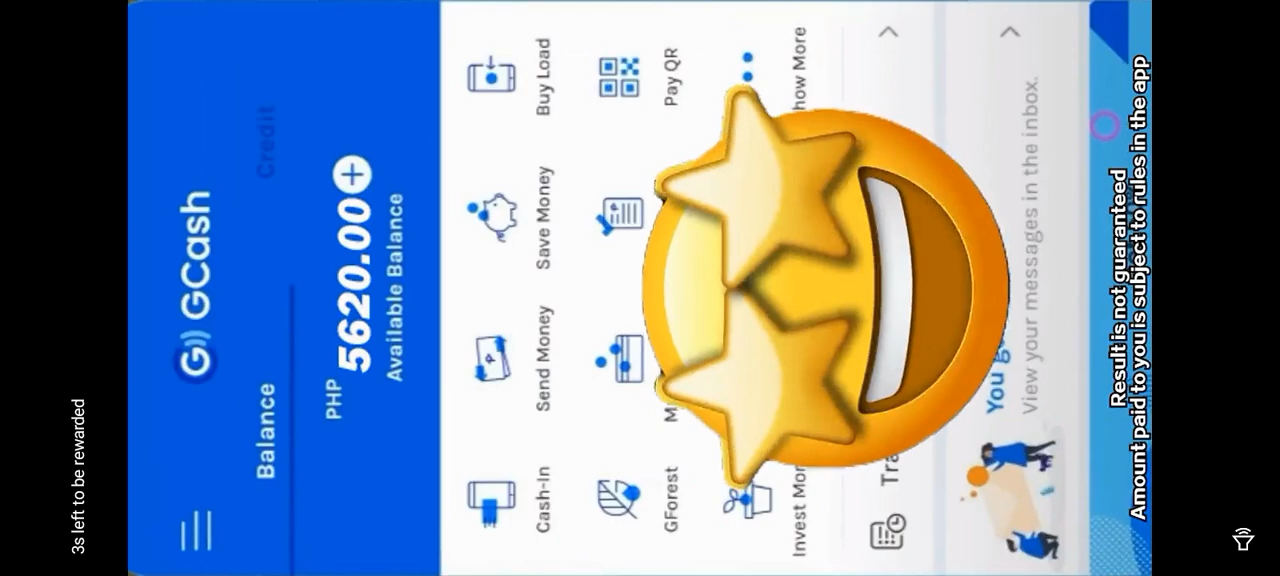 3s left to be rewarded
GCash
Balance
Credit
PHP 5620.00
Available Balance
Cash-In
Send Money
Save Money
Buy Load
GForest
Pay QR
Invest
You
View your messages in the inbox.
Result is not guaranteed
Amount paid to you is subject to rules in the app